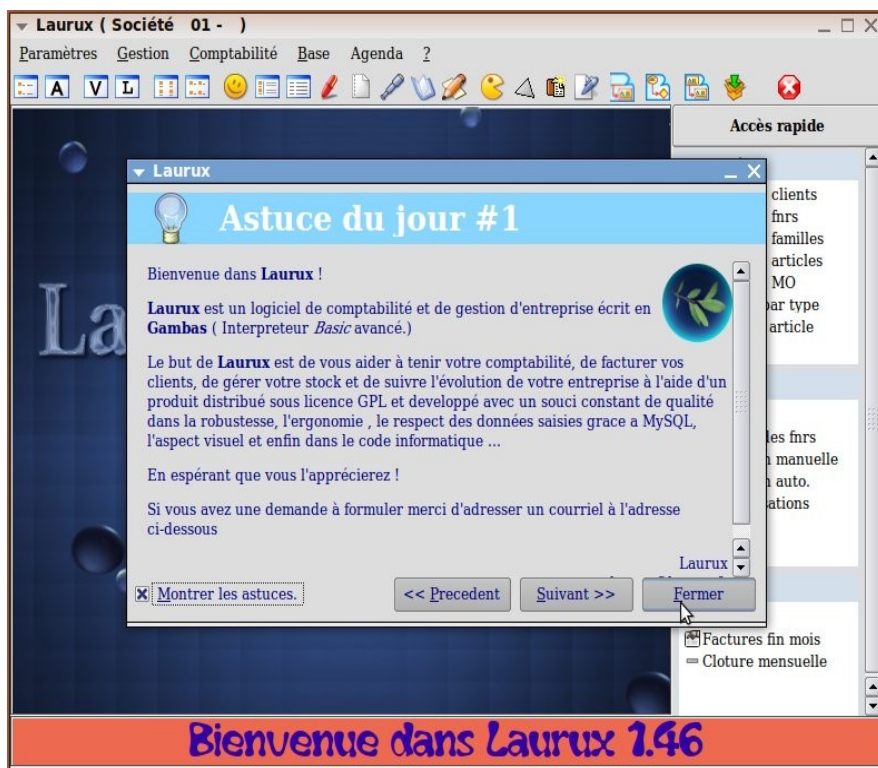 Laurux ( Société 01 - )
Paramètres Gestion Comptabilité Base Agenda ?
A V L
Accès rapide
Laurux
Astuce du jour #1
Bienvenue dans Laurux !
Laurux est un logiciel de comptabilité et de gestion d'entreprise écrit en
Gambas ( Interpreteur Basic avancé.)
Le but de Laurux est de vous aider à tenir votre comptabilité, de facturer vos
clients, de gérer votre stock et de suivre l'évolution de votre entreprise à l'aide d'un
produit distribué sous licence GPL et developpé avec un souci constant de qualité
dans la robustesse, l'ergonomie , le respect des données saisies grace a MySQL,
l'aspect visuel et enfin dans le code informatique ...
En espérant que vous l'apprécierez !
Si vous avez une demande à formuler merci d'adresser un courriel à l'adresse
ci-dessous
Laurux
Montrer les astuces.
<< Precedent
Suivant >>
Fermer
La
clients
fnrs
familles
articles
MO
par type
article
les fnrs
manuelle
auto.
Factures fin mois
Cloture mensuelle
Bienvenue dans Laurux 1.46